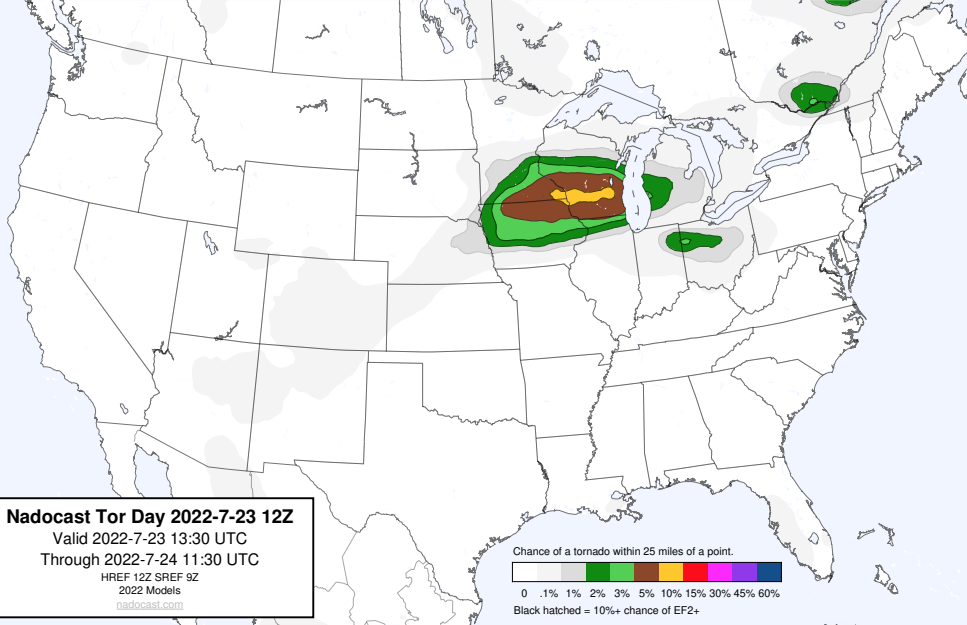 Nadocast Tor Day 2022-7-23 12Z
Valid 2022-7-23 13:30 UTC
Through 2022-7-24 11:30 UTC
HREF 12Z SREF 9Z
2022 Models
nadocast.com
Chance of a tornado within 25 miles of a point.
0 .1% 1% 2% 3% 5% 10% 15% 30% 45% 60%
Black hatched = 10%+ chance of EF2+